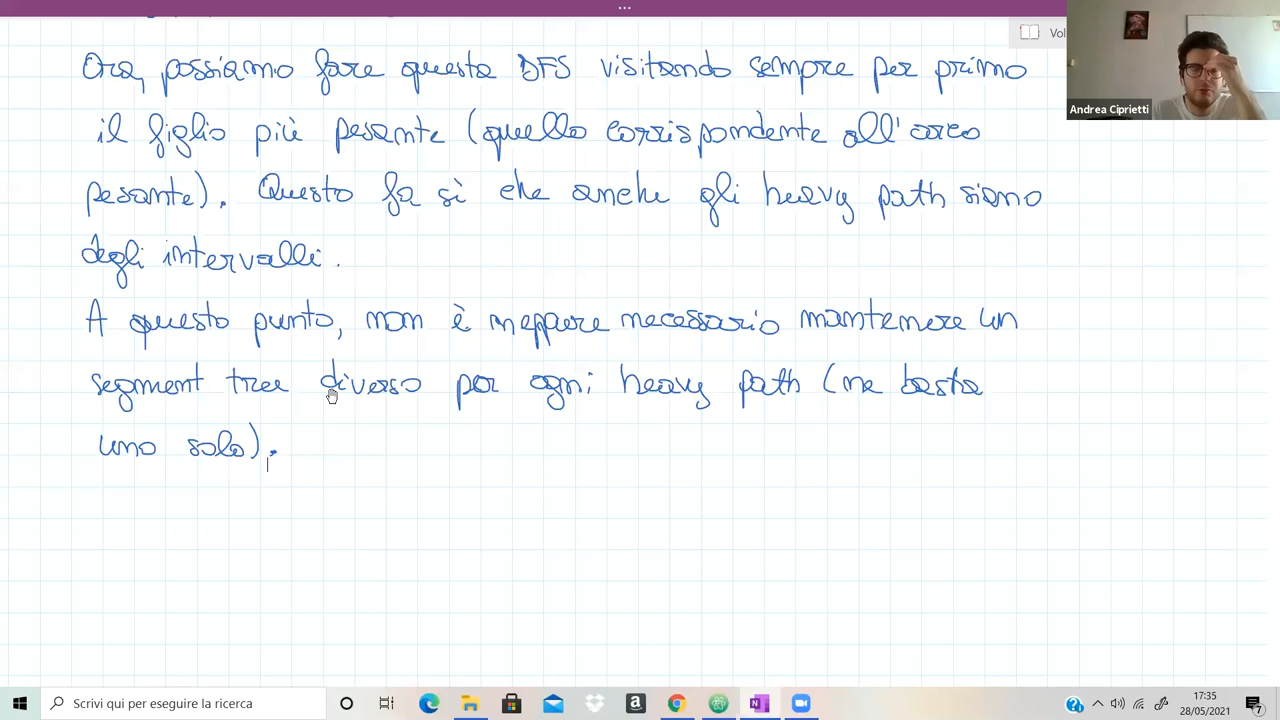 Vol
Ora, possiamo fare questa DFS visitando sempre per primo
il figlio più pesante (quello corrispondente all'arco
pesante). Questo fa sì che anche gli heavy path siano
degli intervalli.
A questo punto, non è neppure necessario mantenere un
segment tree diverso per ogni heavy path (ne basta
uno solo).
Andrea Ciprietti
Scrivi qui per eseguire la ricerca
17:35
28/05/2021
7